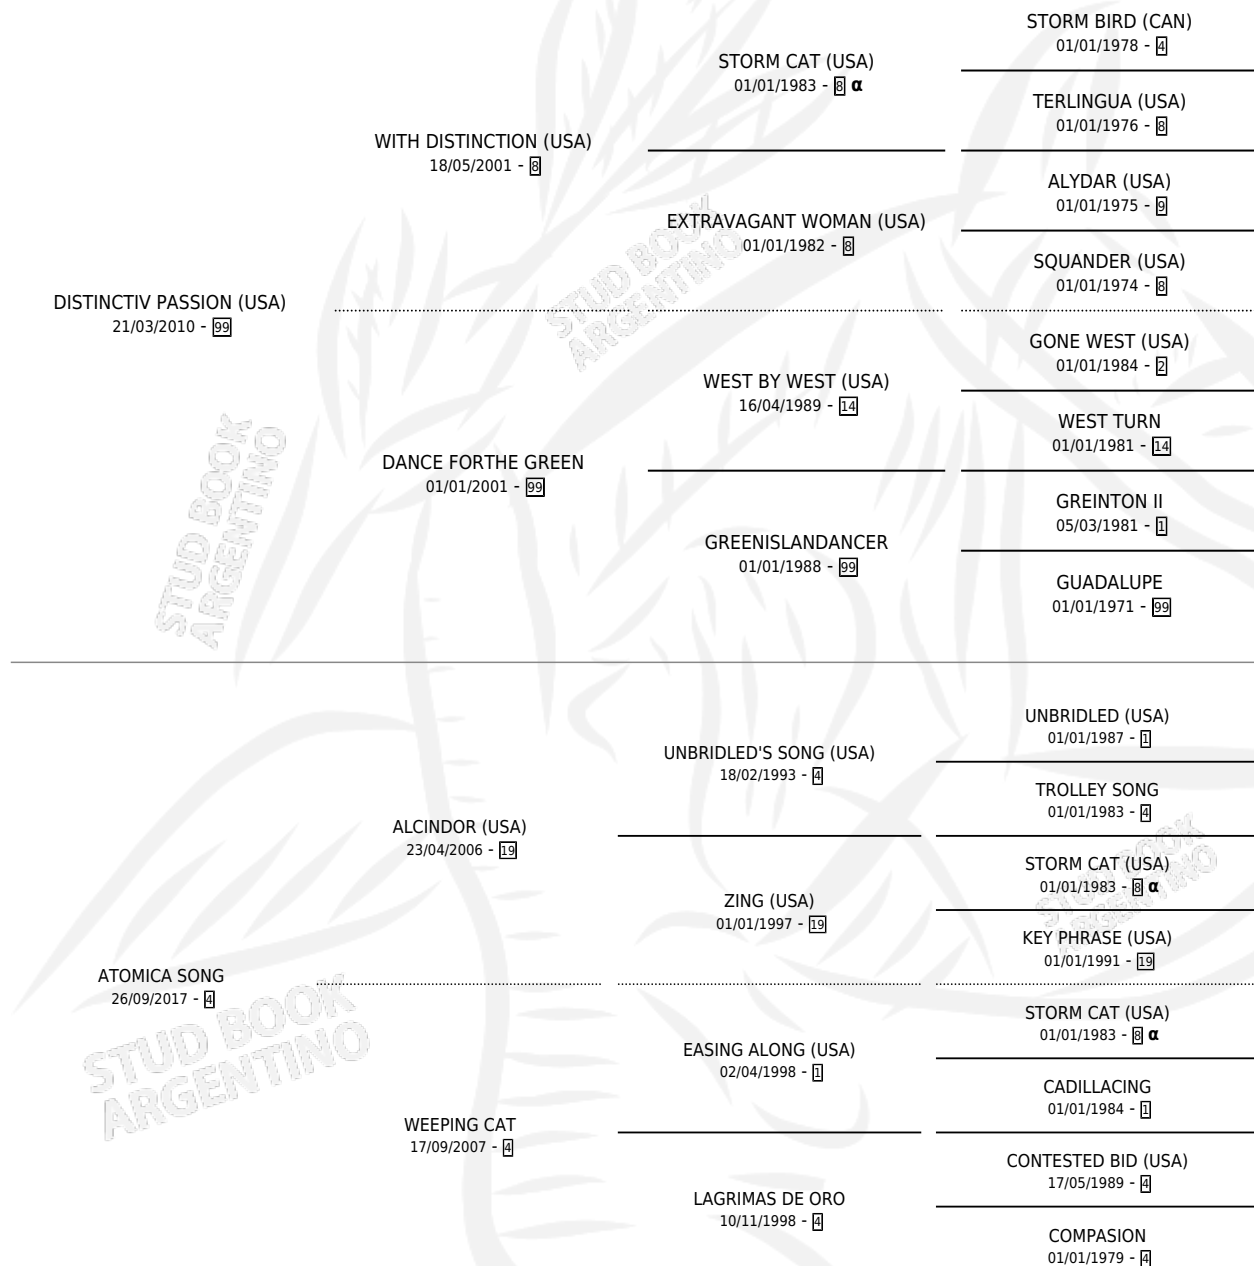 STORM BIRD (CAN)
01/01/1978 - 4
STORM CAT (USA)
01/01/1983 - 8 α
TERLINGUA (USA)
01/01/1976 - 8
WITH DISTINCTION (USA)
18/05/2001 - 8
ALYDAR (USA)
01/01/1975 - 9
EXTRAVAGANT WOMAN (USA)
01/01/1982 - 8
SQUANDER (USA)
01/01/1974 - 8
STUD BOOK
ARGENTINO
DISTINCTIV PASSION (USA)
21/03/2010 - 99
GONE WEST (USA)
01/01/1984 - 2
WEST BY WEST (USA)
16/04/1989 - 14
WEST TURN
01/01/1981 - 14
DANCE FORTHE GREEN
01/01/2001 - 99
GREINTON II
05/03/1981 - 1
GREENISLANDANCER
01/01/1988 - 99
GUADALUPE
01/01/1971 - 99
STUD BOOK
ARGENTINO
UNBRIDLED (USA)
01/01/1987 - 1
UNBRIDLED'S SONG (USA)
18/02/1993 - 4
TROLLEY SONG
01/01/1983 - 4
ALCINDOR (USA)
23/04/2006 - 19
STORM CAT (USA)
01/01/1983 - 8 α
ZING (USA)
01/01/1997 - 19
KEY PHRASE (USA)
01/01/1991 - 19
STUD BOOK
ARGENTINO
ATOMICA SONG
26/09/2017 - 4
STORM CAT (USA)
01/01/1983 - 8 α
EASING ALONG (USA)
02/04/1998 - 1
CADILLACING
01/01/1984 - 1
STUD BOOK
ARGENTINO
WEEPING CAT
17/09/2007 - 4
CONTESTED BID (USA)
17/05/1989 - 4
LAGRIMAS DE ORO
10/11/1998 - 4
COMPASION
01/01/1979 - 4